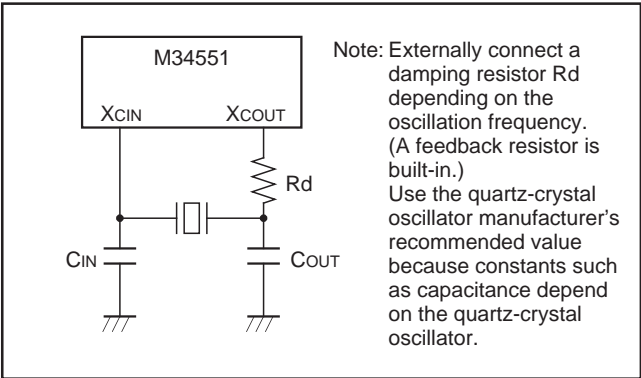 M34551
XCIN
XCOUT
Rd
CIN
COUT
Note: Externally connect a
damping resistor Rd
depending on the
oscillation frequency.
(A feedback resistor is
built-in.)
Use the quartz-crystal
oscillator manufacturer's
recommended value
because constants such
as capacitance depend
on the quartz-crystal
oscillator.